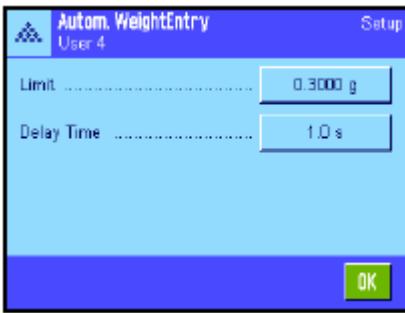 Autom. WeightEntry Setup
User 4
Limit ................................................ 0.3000 g
Delay Time ................................... 1.0 s
OK